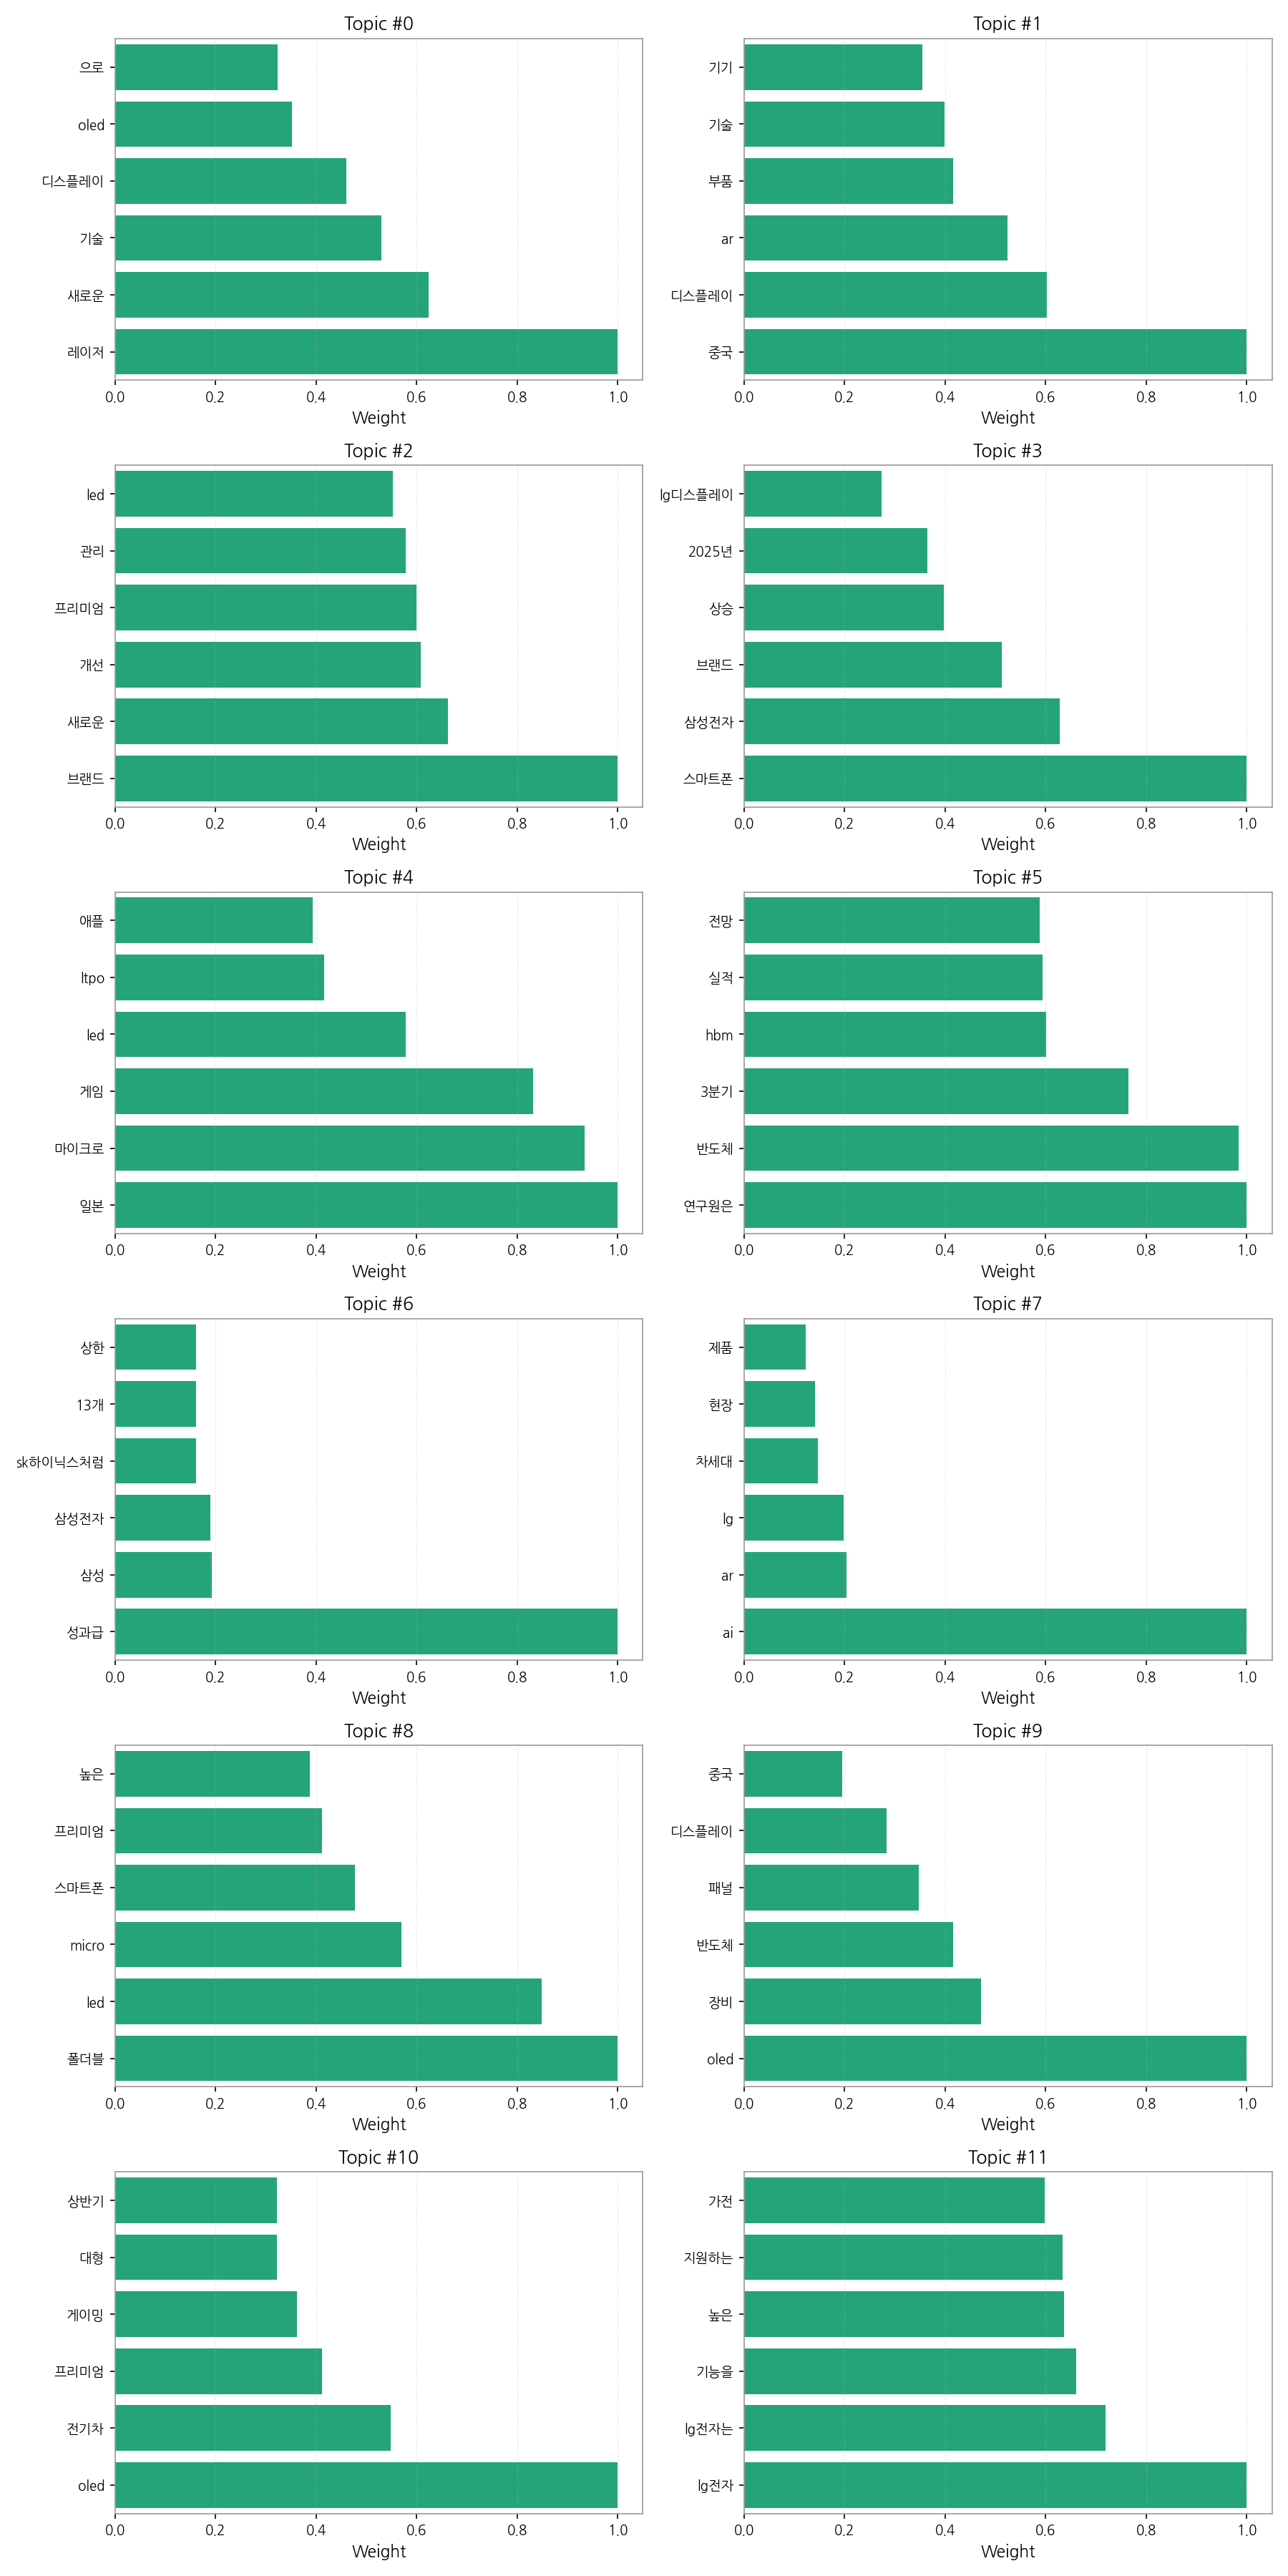 Topic #0
으로
oled
디스플레이
기술
새로운
레이저
0.0 0.2 0.4 0.6 0.8 1.0
Weight
Topic #1
기기
기술
부품
ar
디스플레이
중국
0.0 0.2 0.4 0.6 0.8 1.0
Weight
Topic #2
led
관리
프리미엄
개선
새로운
브랜드
0.0 0.2 0.4 0.6 0.8 1.0
Weight
Topic #3
lg디스플레이
2025년
상승
브랜드
삼성전자
스마트폰
0.0 0.2 0.4 0.6 0.8 1.0
Weight
Topic #4
애플
ltpo
led
게임
마이크로
일본
0.0 0.2 0.4 0.6 0.8 1.0
Weight
Topic #5
전망
실적
hbm
3분기
반도체
연구원은
0.0 0.2 0.4 0.6 0.8 1.0
Weight
Topic #6
상한
13개
sk하이닉스처럼
삼성전자
삼성
성과급
0.0 0.2 0.4 0.6 0.8 1.0
Weight
Topic #7
제품
현장
차세대
lg
ar
ai
0.0 0.2 0.4 0.6 0.8 1.0
Weight
Topic #8
높은
프리미엄
스마트폰
micro
led
폴더블
0.0 0.2 0.4 0.6 0.8 1.0
Weight
Topic #9
중국
디스플레이
패널
반도체
장비
oled
0.0 0.2 0.4 0.6 0.8 1.0
Weight
Topic #10
상반기
대형
게이밍
프리미엄
전기차
oled
0.0 0.2 0.4 0.6 0.8 1.0
Weight
Topic #11
가전
지원하는
높은
기능을
lg전자는
lg전자
0.0 0.2 0.4 0.6 0.8 1.0
Weight